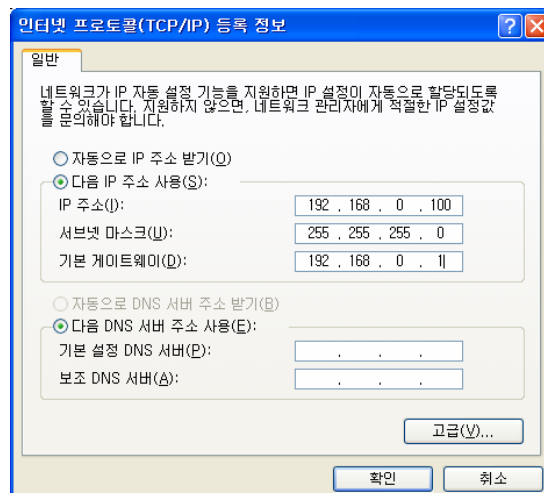 인터넷 프로토콜(TCP/IP) 등록 정보
일반
네트워크가 IP 자동 설정 기능을 지원하면 IP 설정이 자동으로 할당되도록
할 수 있습니다. 지원하지 않으면, 네트워크 관리자에게 적절한 IP 설정값
을 문의해야 합니다.
자동으로 IP 주소 받기(O)
다음 IP 주소 사용(S):
IP 주소(I): 192 . 168 . 0 . 100
서브넷 마스크(U): 255 . 255 . 255 . 0
기본 게이트웨이(D): 192 . 168 . 0 . 1
자동으로 DNS 서버 주소 받기(B)
다음 DNS 서버 주소 사용(E):
기본 설정 DNS 서버(P): . . .
보조 DNS 서버(A): . . .
고급(V)...
확인 취소